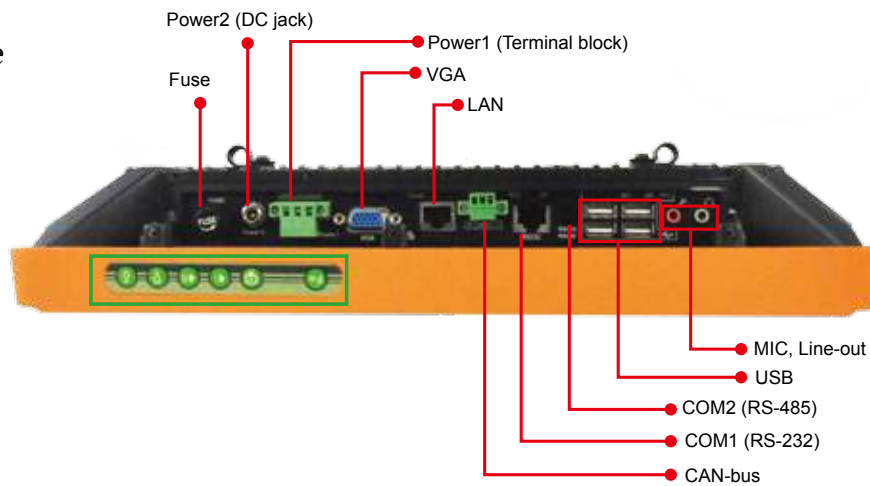 Power2 (DC jack)
e
Power1 (Terminal block)
Fuse
VGA
LAN
FUSE
MIC, Line-out
USB
COM2 (RS-485)
COM1 (RS-232)
CAN-bus